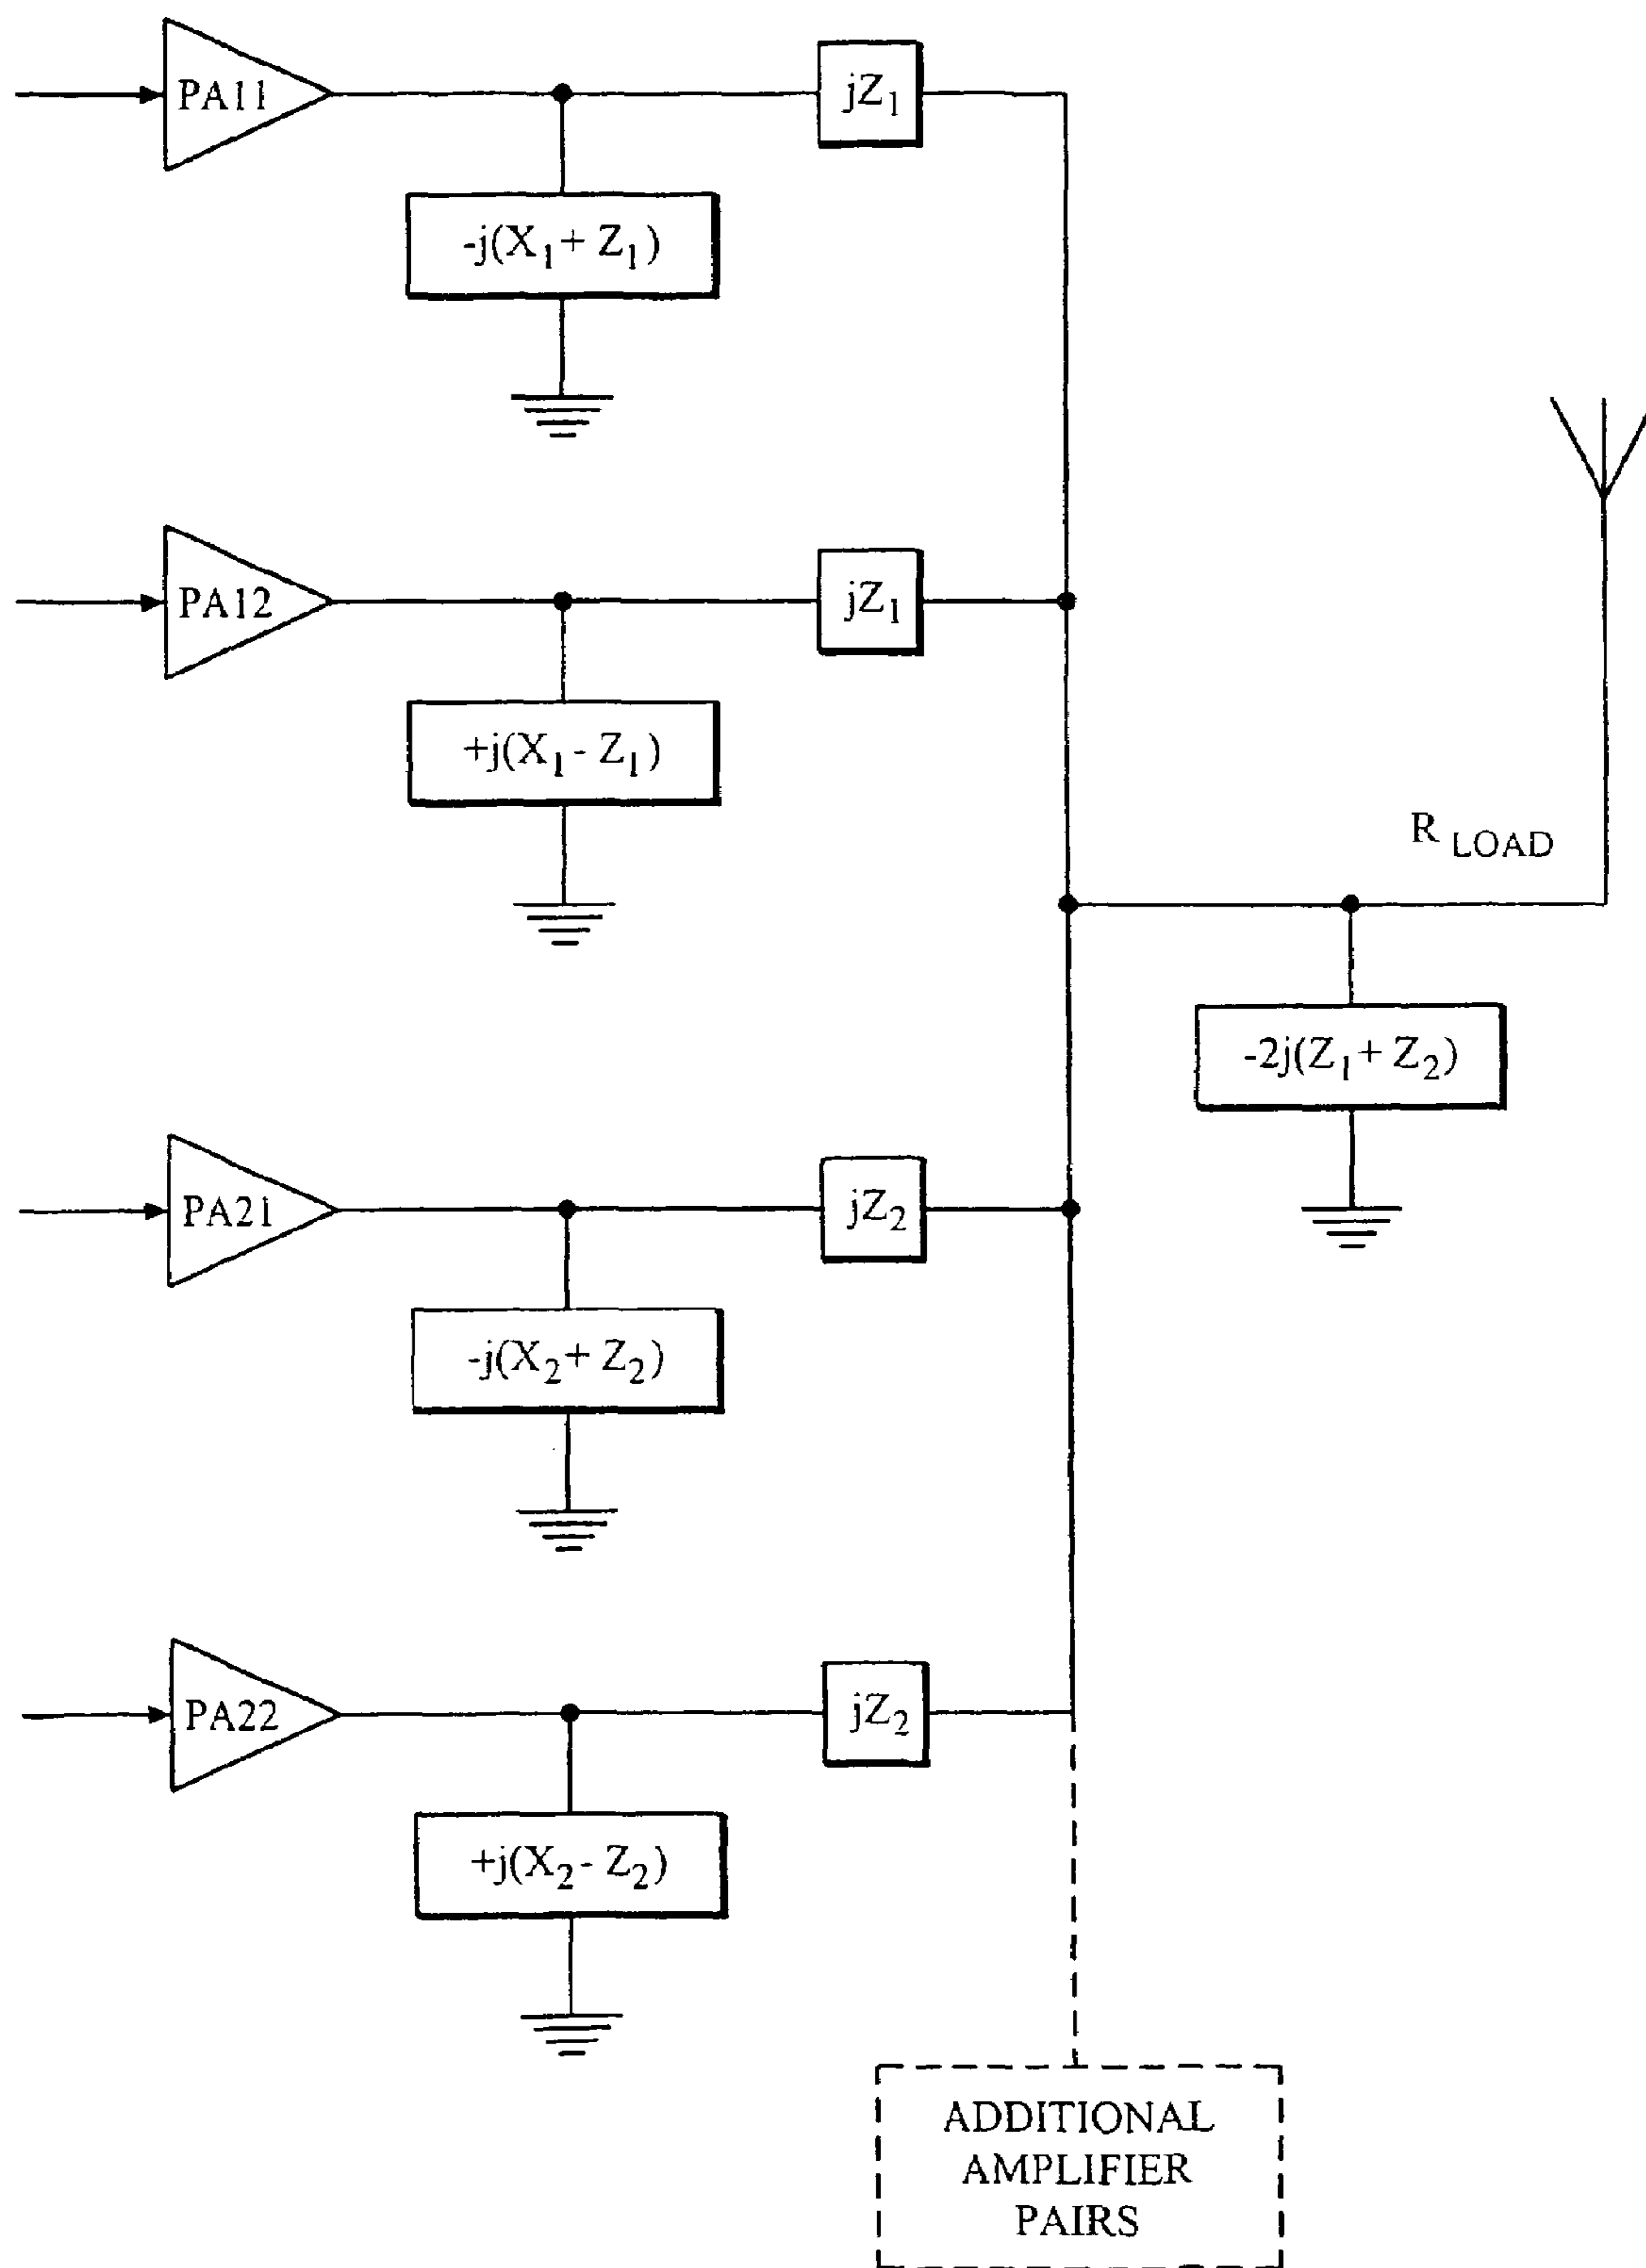 PA11
jZ₁
-j(X₁+ Z₁)
PA12
jZ₁
+j(X₁- Z₁)
R LOAD
-2j(Z₁+ Z₂)
PA21
jZ₂
-j(X₂+ Z₂)
PA22
jZ₂
+j(X₂- Z₂)
ADDITIONAL
AMPLIFIER
PAIRS